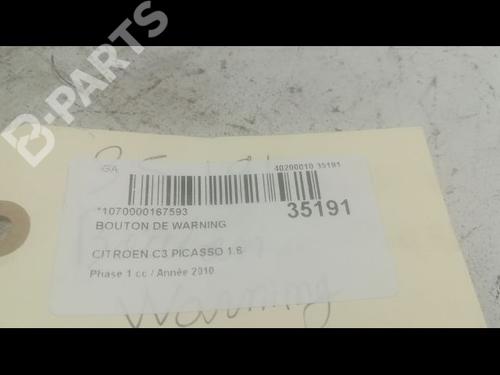 B-PARTS
GA
40200010 35191
*1070000167593
35191
BOUTON DE WARNING
CITROEN C3 PICASSO 1.6
Phase 1 cc / Année 2010
Warning